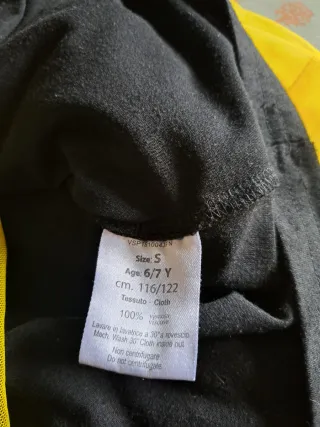 Size: S
Age: 6/7 Y
cm. 116/122
Tessuto - Cloth
100%
Lavare in lavatrice a 30° a rovescio
Mach. Wash 30° Cloth inside out.
Non centrifugare
Do not centrifugate